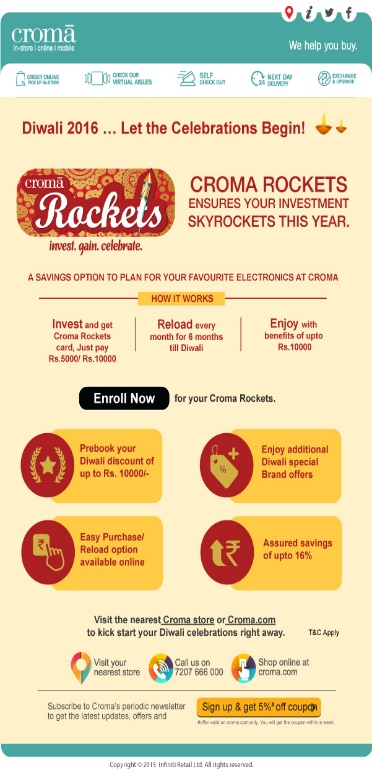 cromā
in-store | online | mobile
We help you buy.
ORDER ONLINE
PICK UP IN-STORE
CHECK OUR
VIRTUAL AISLES
SELF
CHECK OUT
NEXT DAY
DELIVERY
EXCHANGE
& UPGRADE
Diwali 2016 ... Let the Celebrations Begin!
cromā
Rockets
invest. gain. celebrate.
CROMA ROCKETS
ENSURES YOUR INVESTMENT
SKYROCKETS THIS YEAR.
A SAVINGS OPTION TO PLAN FOR YOUR FAVOURITE ELECTRONICS AT CROMA
HOW IT WORKS
Invest and get
Croma Rockets
card, Just pay
Rs.5000/ Rs.10000
Reload every
month for 6 months
till Diwali
Enjoy with
benefits of upto
Rs.10000
Enroll Now for your Croma Rockets.
Prebook your
Diwali discount of
up to Rs. 10000/-
Enjoy additional
Diwali special
Brand offers
Easy Purchase/
Reload option
available online
Assured savings
of upto 16%
Visit the nearest Croma store or Croma.com
to kick start your Diwali celebrations right away.
T&C Apply
Visit your
nearest store
Call us on
7207 666 000
Shop online at
croma.com
Subscribe to Croma's periodic newsletter
to get the latest updates, offers and
Sign up & get 5%# off coupon
#offer valid on croma.com only. You will get the coupon within a week
Copyright © 2015 Infiniti Retail Ltd. All rights reserved.